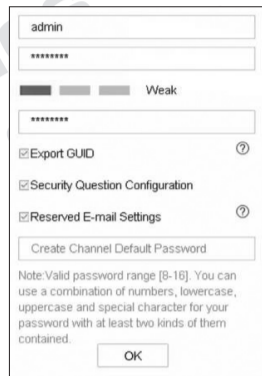 admin
********
Weak
********
Export GUID
Security Question Configuration
Reserved E-mail Settings
Create Channel Default Password
Note:Valid password range [8-16]. You can
use a combination of numbers, lowercase,
uppercase and special character for your
password with at least two kinds of them
contained.
OK